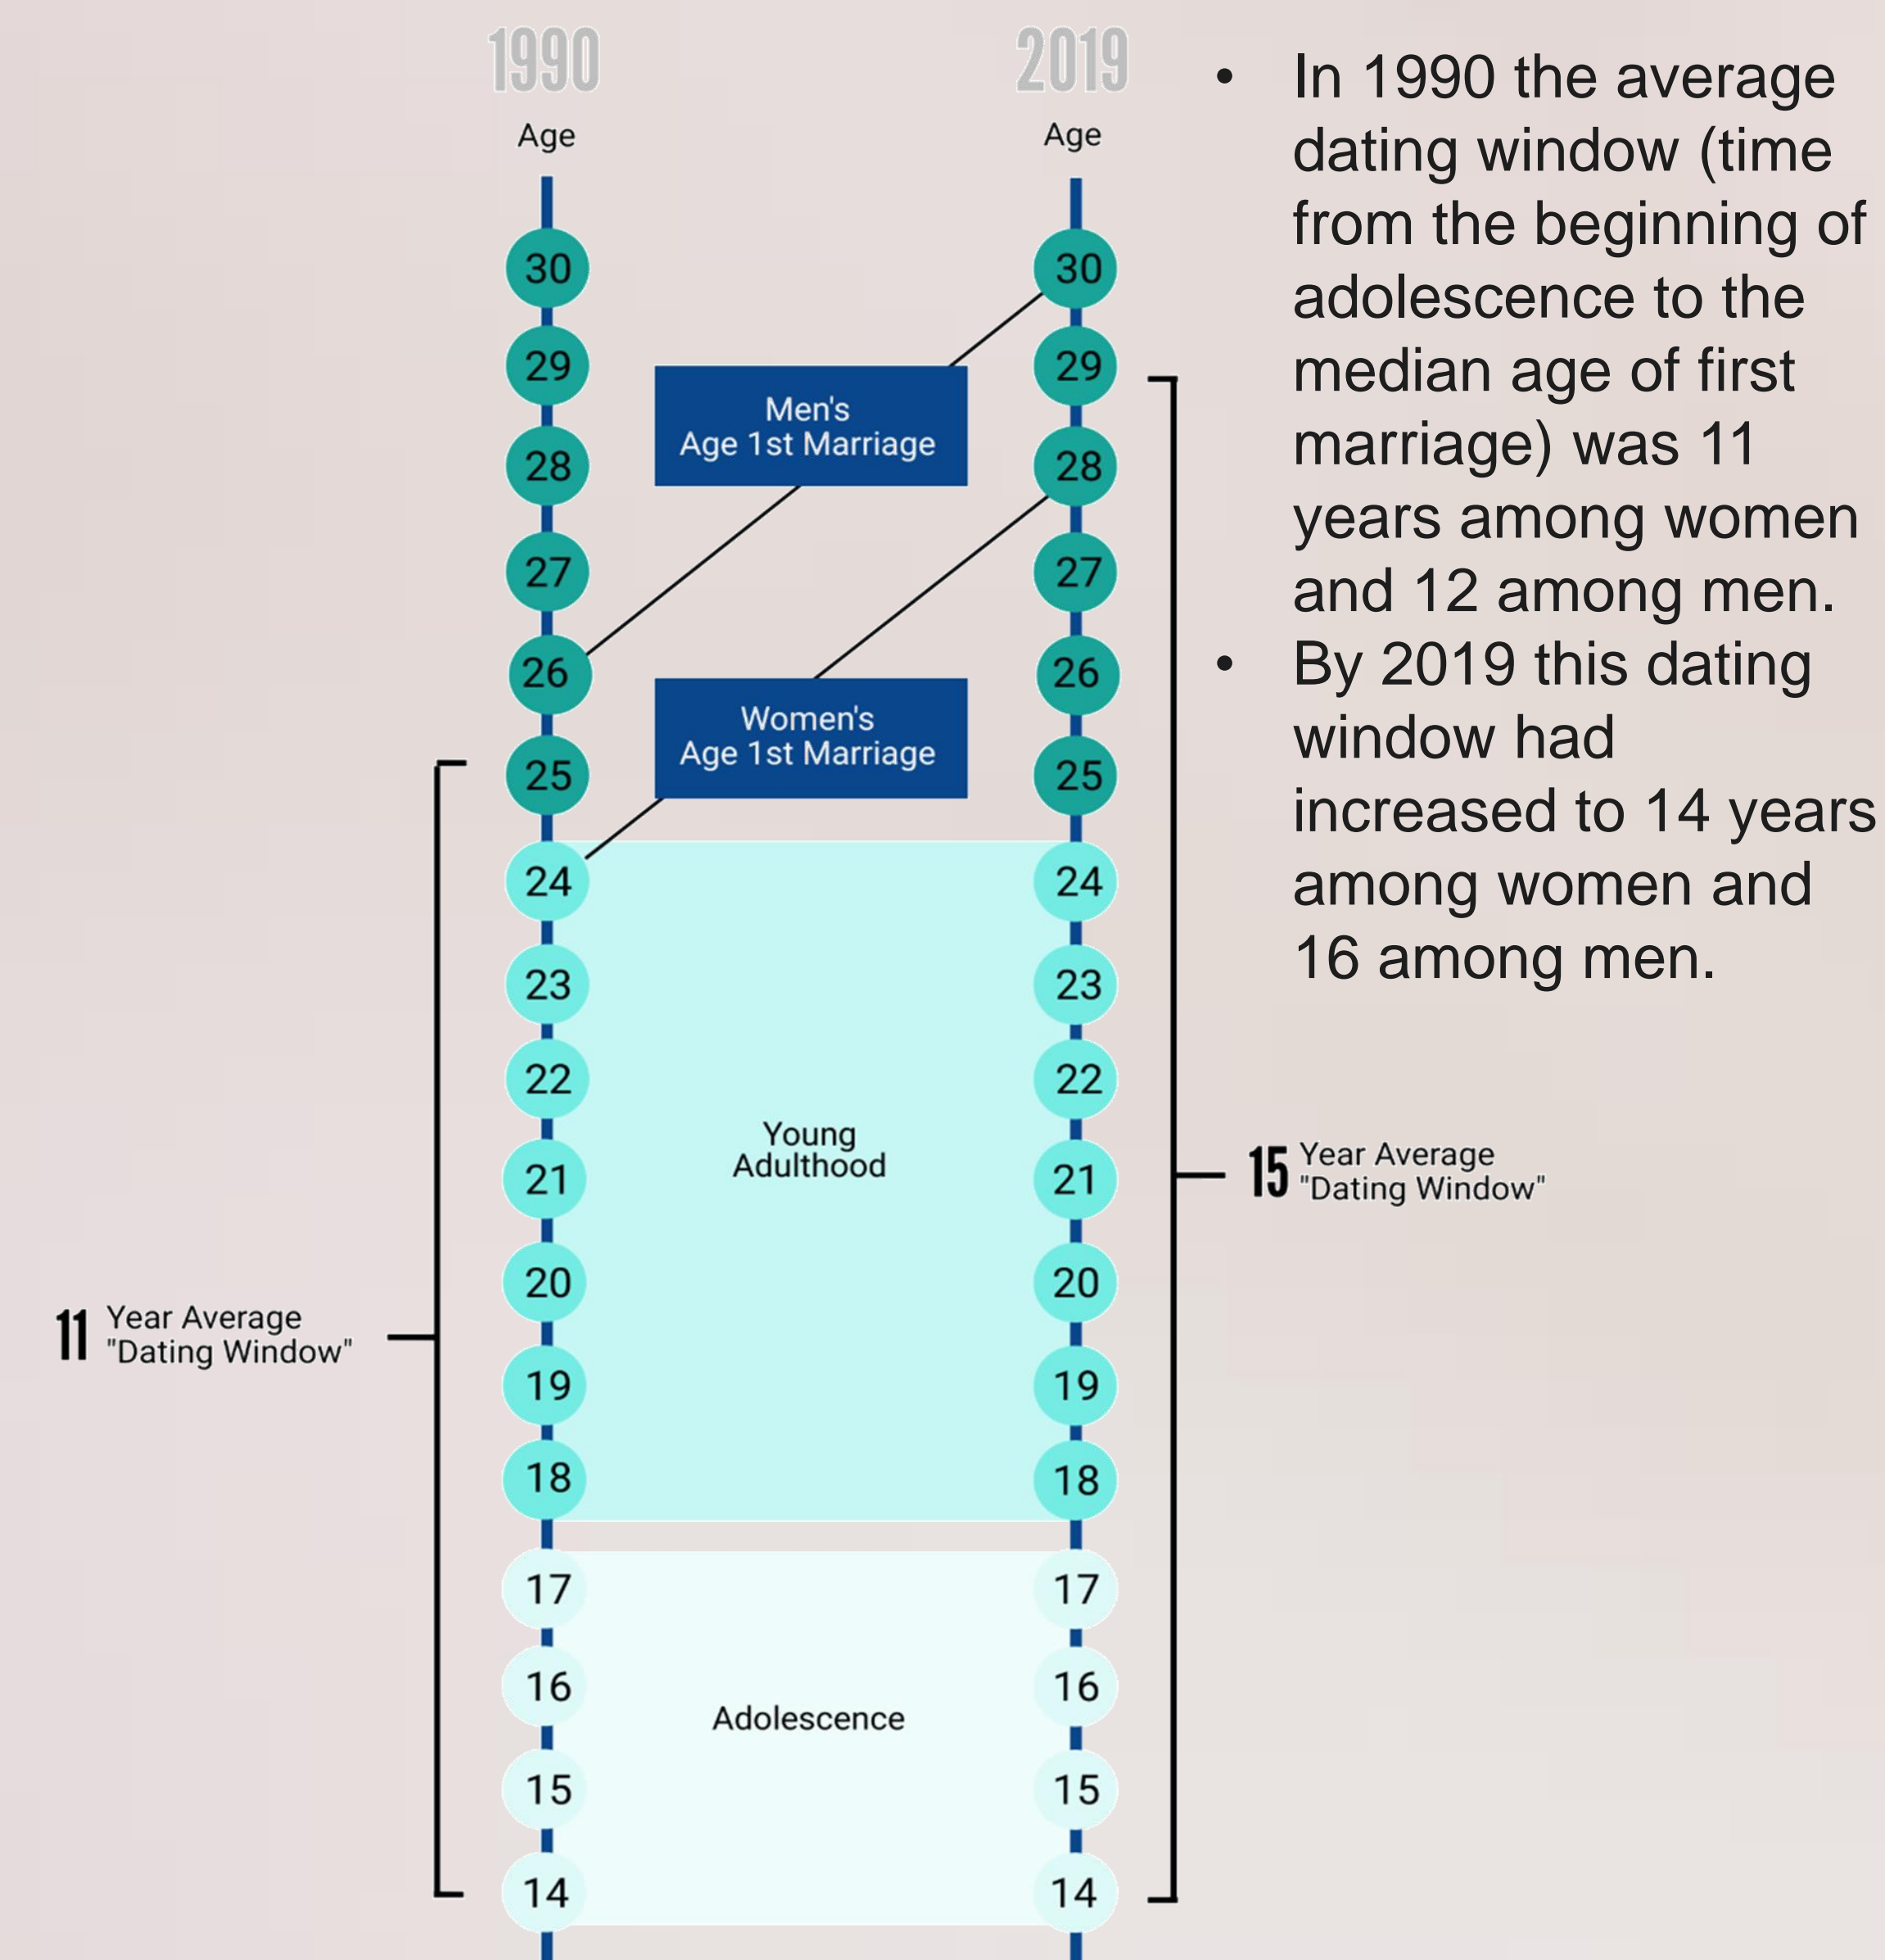 1990
Age
30
29
28
27
26
25
24
23
22
21
20
19
18
17
16
15
14
11 Year Average
"Dating Window"
Men's
Age 1st Marriage
Women's
Age 1st Marriage
Young
Adulthood
Adolescence
2019
Age
30
29
28
27
26
25
24
23
22
21
20
19
18
17
16
15
14
15 Year Average
"Dating Window"
• In 1990 the average
dating window (time
from the beginning of
adolescence to the
median age of first
marriage) was 11
years among women
and 12 among men.
• By 2019 this dating
window had
increased to 14 years
among women and
16 among men.